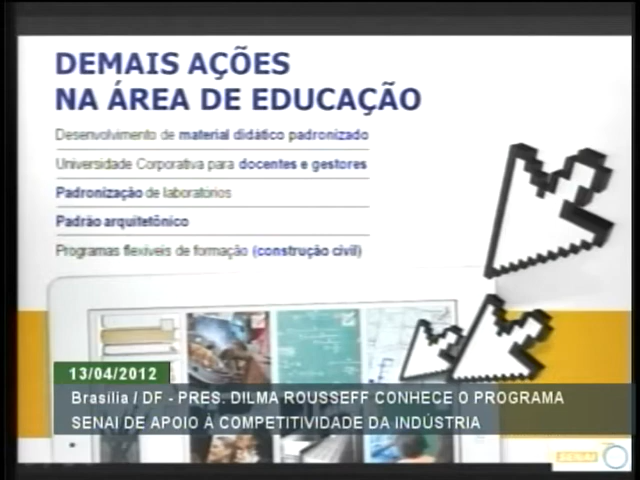 DEMAIS AÇÕES
NA ÁREA DE EDUCAÇÃO
Desenvolvimento de material didático padronizado
Universidade Corporativa para docentes e gestores
Padronização de laboratórios
Padrão arquitetônico
Programas flexíveis de formação (construção civil)
13/04/2012
Brasília / DF - PRES. DILMA ROUSSEFF CONHECE O PROGRAMA
SENAI DE APOIO À COMPETITIVIDADE DA INDÚSTRIA